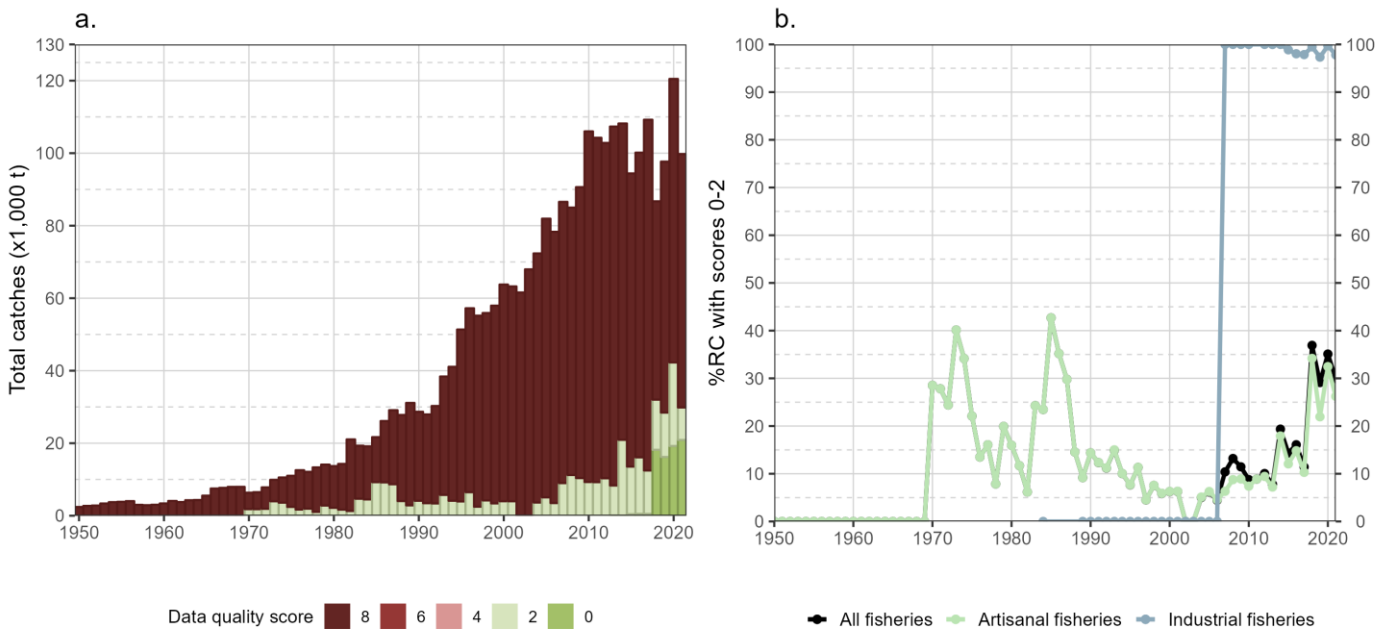 a.
Total catches (x1,000 t)
130
120
100
80
60
40
20
0
1950 1960 1970 1980 1990 2000 2010 2020
Data quality score 8 6 4 2 0
b.
%RC with scores 0-2
100 100
90 90
80 80
70 70
60 60
50 50
40 40
30 30
20 20
10 10
0 0
1950 1960 1970 1980 1990 2000 2010 2020
All fisheries Artisanal fisheries Industrial fisheries